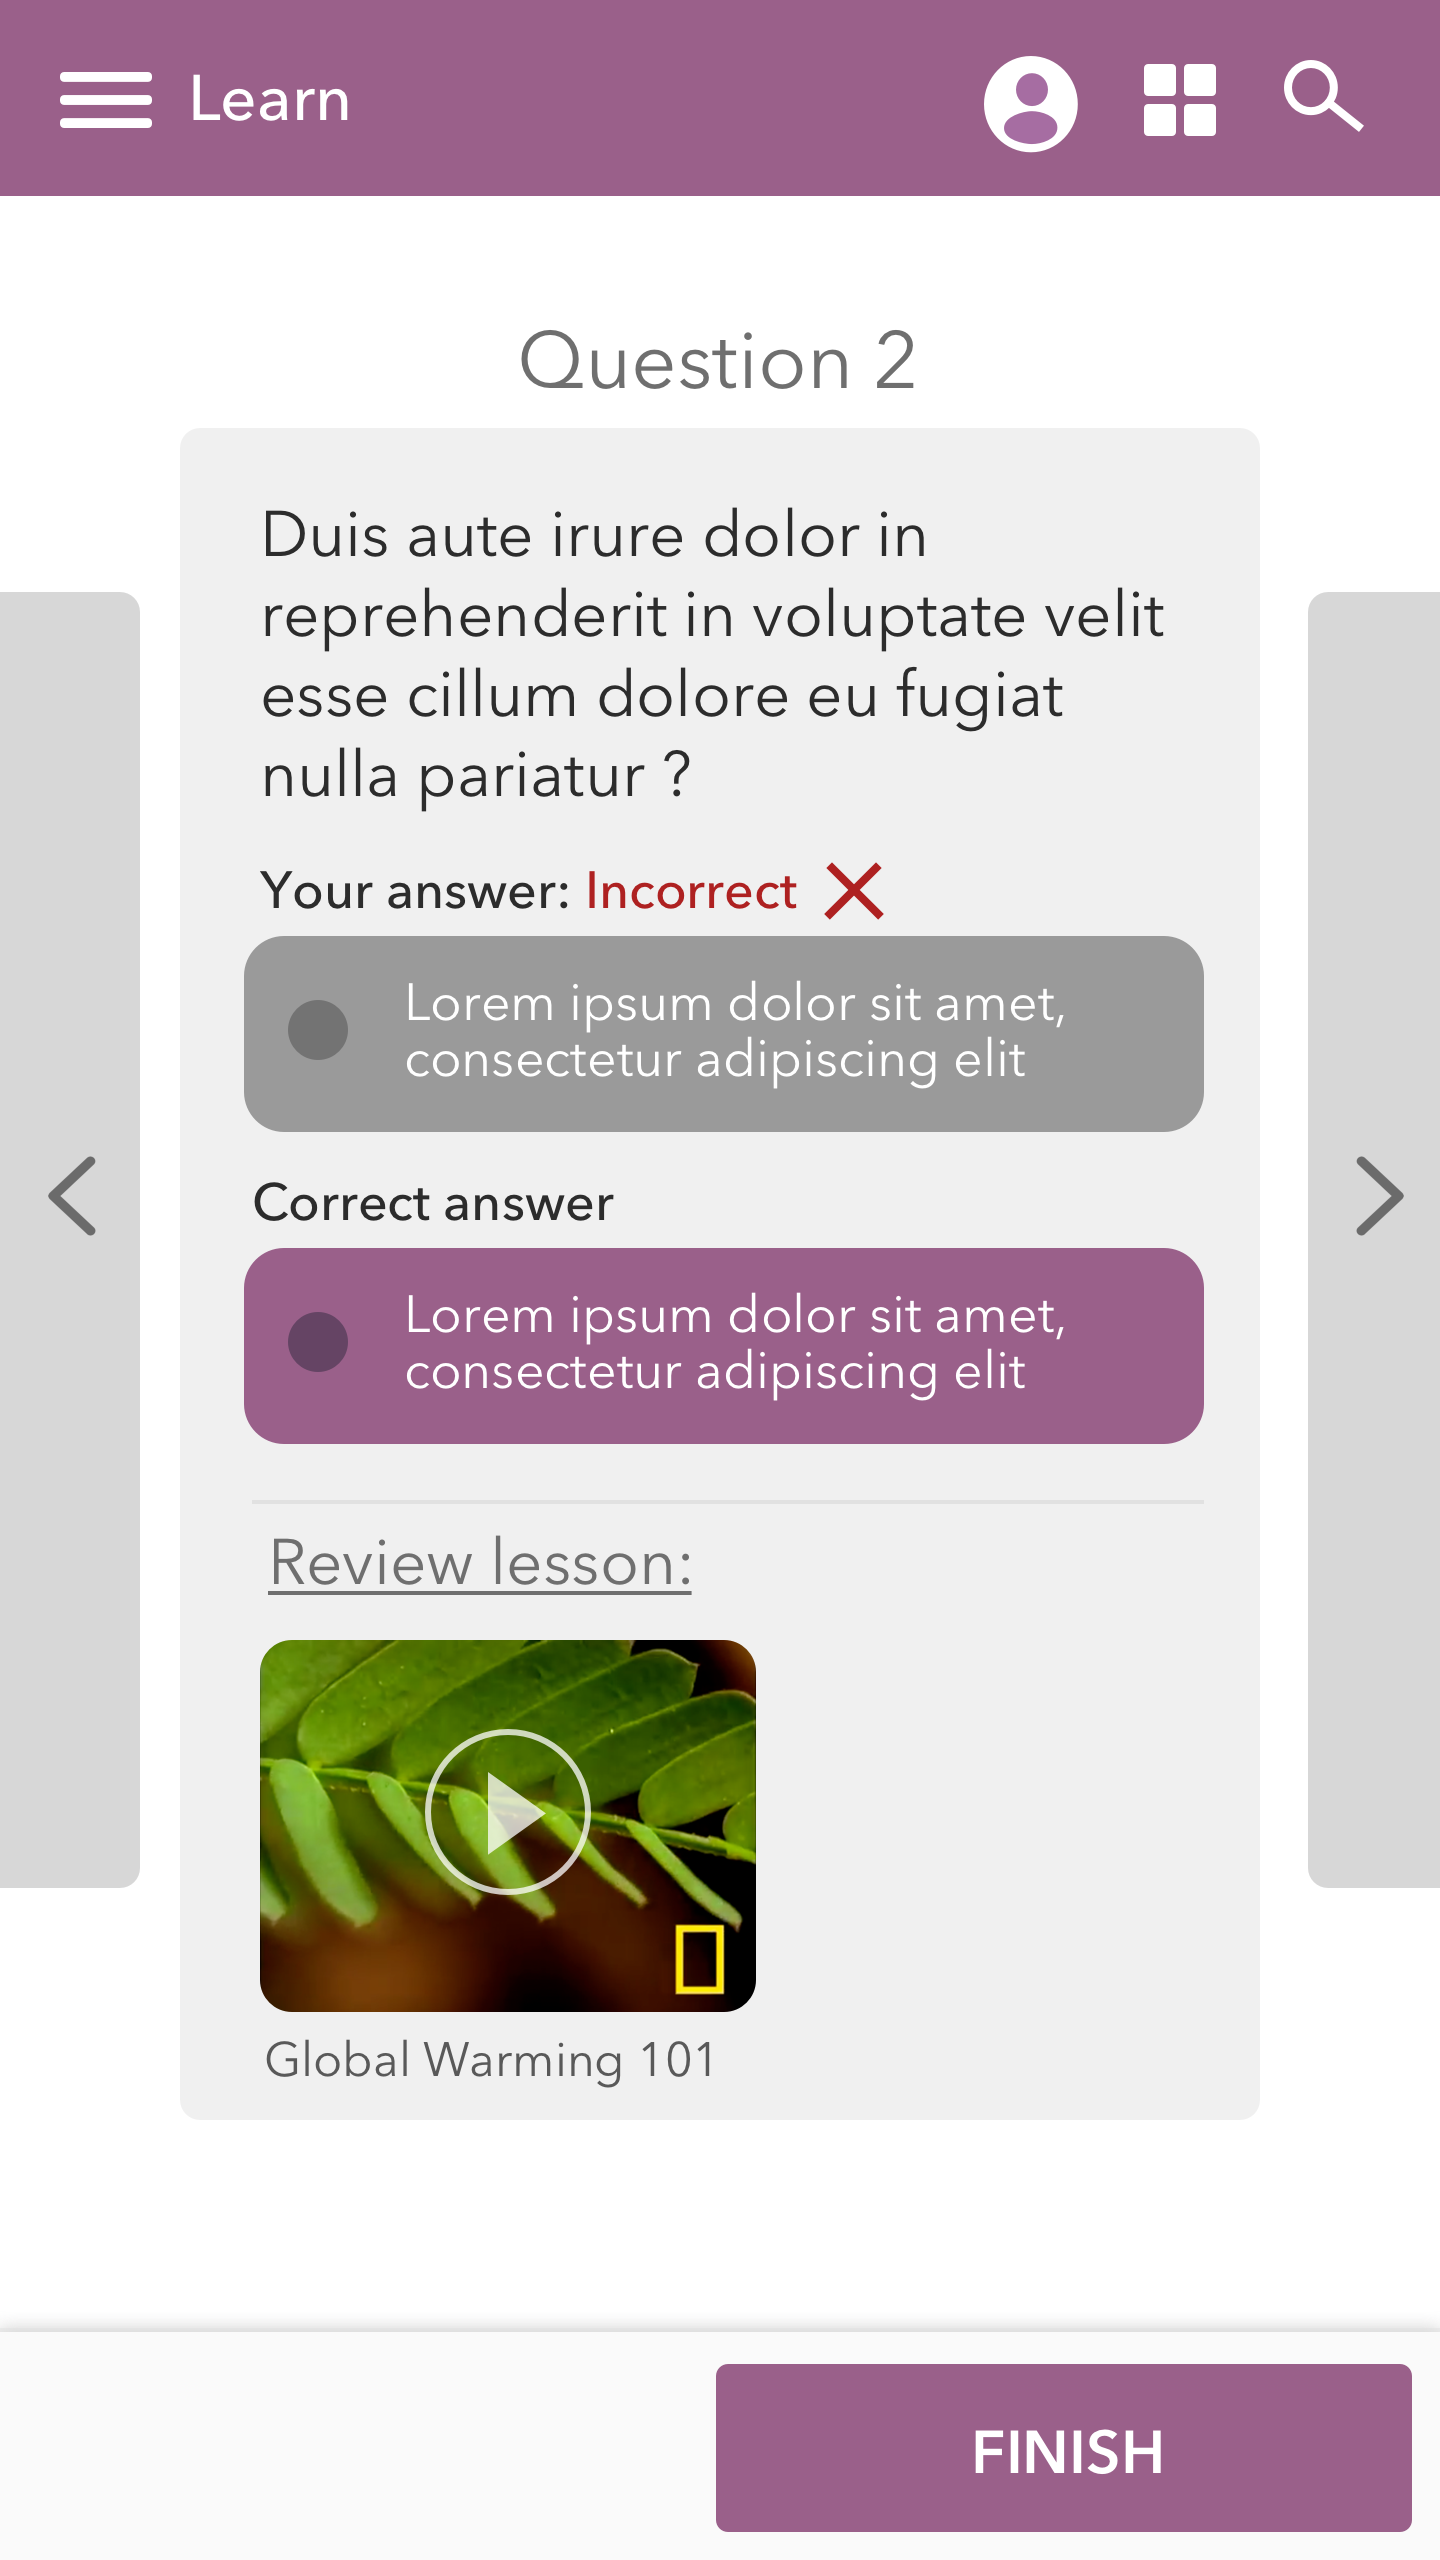 Learn
Question 2
Duis aute irure dolor in
reprehenderit in voluptate velit
esse cillum dolore eu fugiat
nulla pariatur ?
Your answer: Incorrect
Lorem ipsum dolor sit amet,
consectetur adipiscing elit
Correct answer
Lorem ipsum dolor sit amet,
consectetur adipiscing elit
Review lesson:
Global Warming 101
FINISH